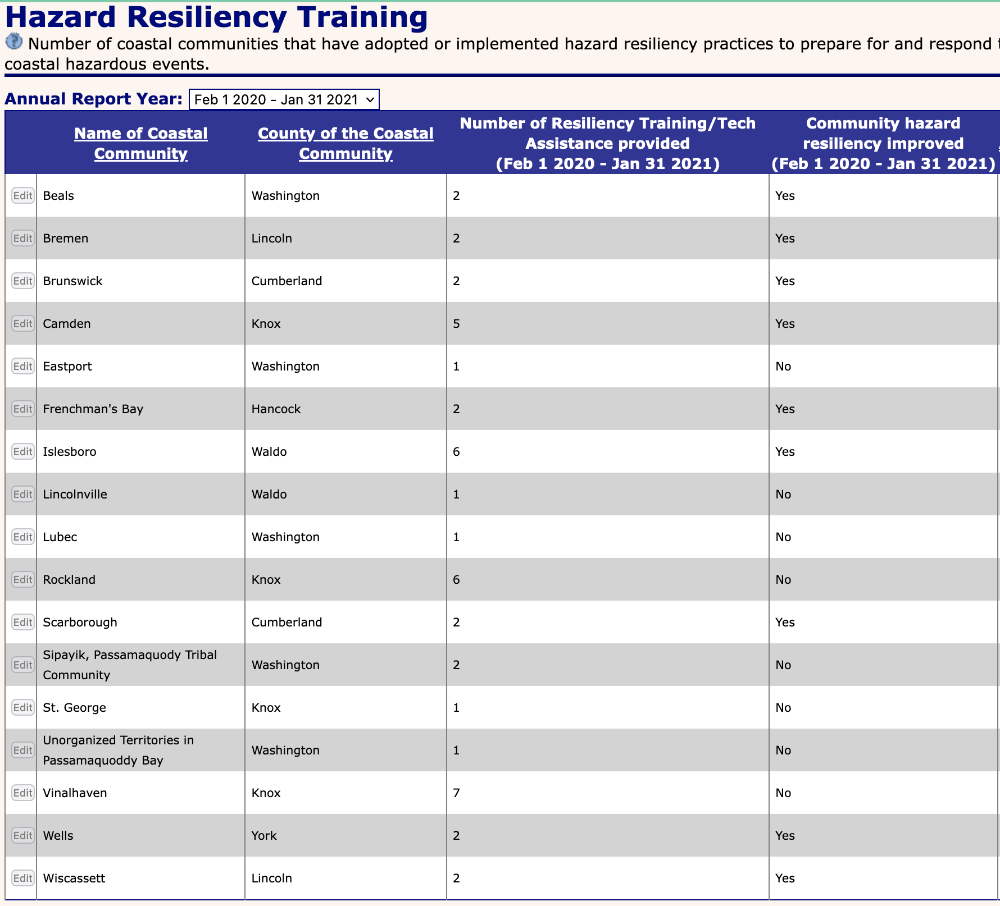 Hazard Resiliency Training
Number of coastal communities that have adopted or implemented hazard resiliency practices to prepare for and respond
coastal hazardous events.
Annual Report Year: Feb 1 2020 - Jan 31 2021
Name of Coastal Community County of the Coastal Community Number of Resiliency Training/Tech Assistance provided (Feb 1 2020 - Jan 31 2021) Community hazard resiliency improved (Feb 1 2020 - Jan 31 2021)
Edit Beals Washington 2 Yes
Edit Bremen Lincoln 2 Yes
Edit Brunswick Cumberland 2 Yes
Edit Camden Knox 5 Yes
Edit Eastport Washington 1 No
Edit Frenchman's Bay Hancock 2 Yes
Edit Islesboro Waldo 6 Yes
Edit Lincolnville Waldo 1 No
Edit Lubec Washington 1 No
Edit Rockland Knox 6 No
Edit Scarborough Cumberland 2 Yes
Edit Sipayik, Passamaquody Tribal Community Washington 2 No
Edit St. George Knox 1 No
Edit Unorganized Territories in Passamaquoddy Bay Washington 1 No
Edit Vinalhaven Knox 7 No
Edit Wells York 2 Yes
Edit Wiscassett Lincoln 2 Yes